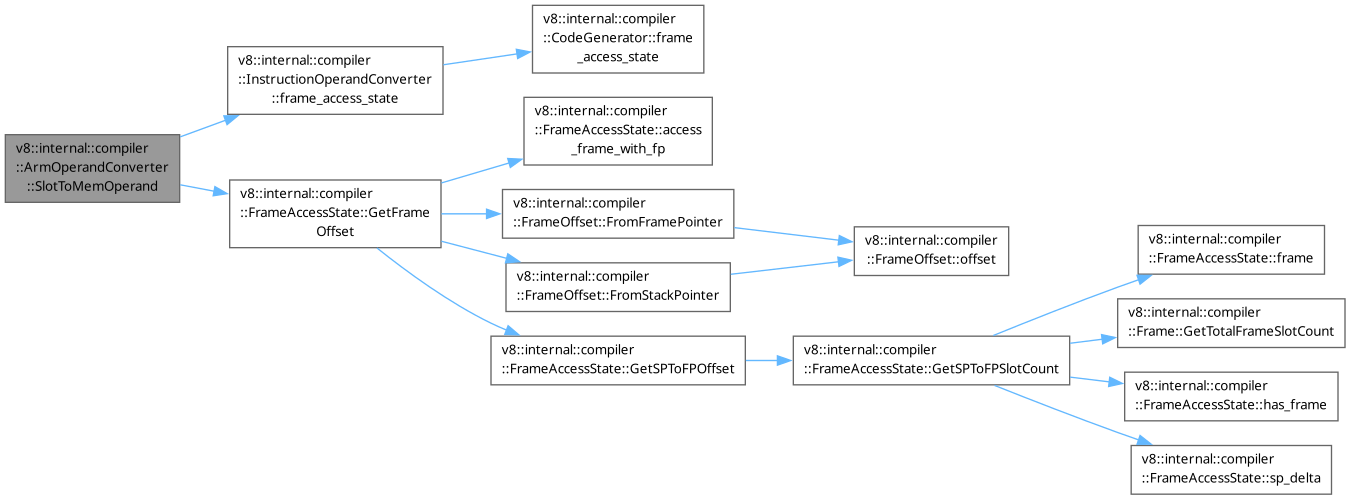 v8::internal::compiler
::CodeGenerator::frame
_access_state
v8::internal::compiler
::InstructionOperandConverter
::frame_access_state
v8::internal::compiler
::FrameAccessState::access
_frame_with_fp
v8::internal::compiler
::ArmOperandConverter
::SlotToMemOperand
v8::internal::compiler
::FrameAccessState::GetFrame
Offset
v8::internal::compiler
::FrameOffset::FromFramePointer
v8::internal::compiler
::FrameOffset::offset
v8::internal::compiler
::FrameAccessState::frame
v8::internal::compiler
::FrameOffset::FromStackPointer
v8::internal::compiler
::Frame::GetTotalFrameSlotCount
v8::internal::compiler
::FrameAccessState::GetSPToFPOffset
v8::internal::compiler
::FrameAccessState::GetSPToFPSlotCount
v8::internal::compiler
::FrameAccessState::has_frame
v8::internal::compiler
::FrameAccessState::sp_delta